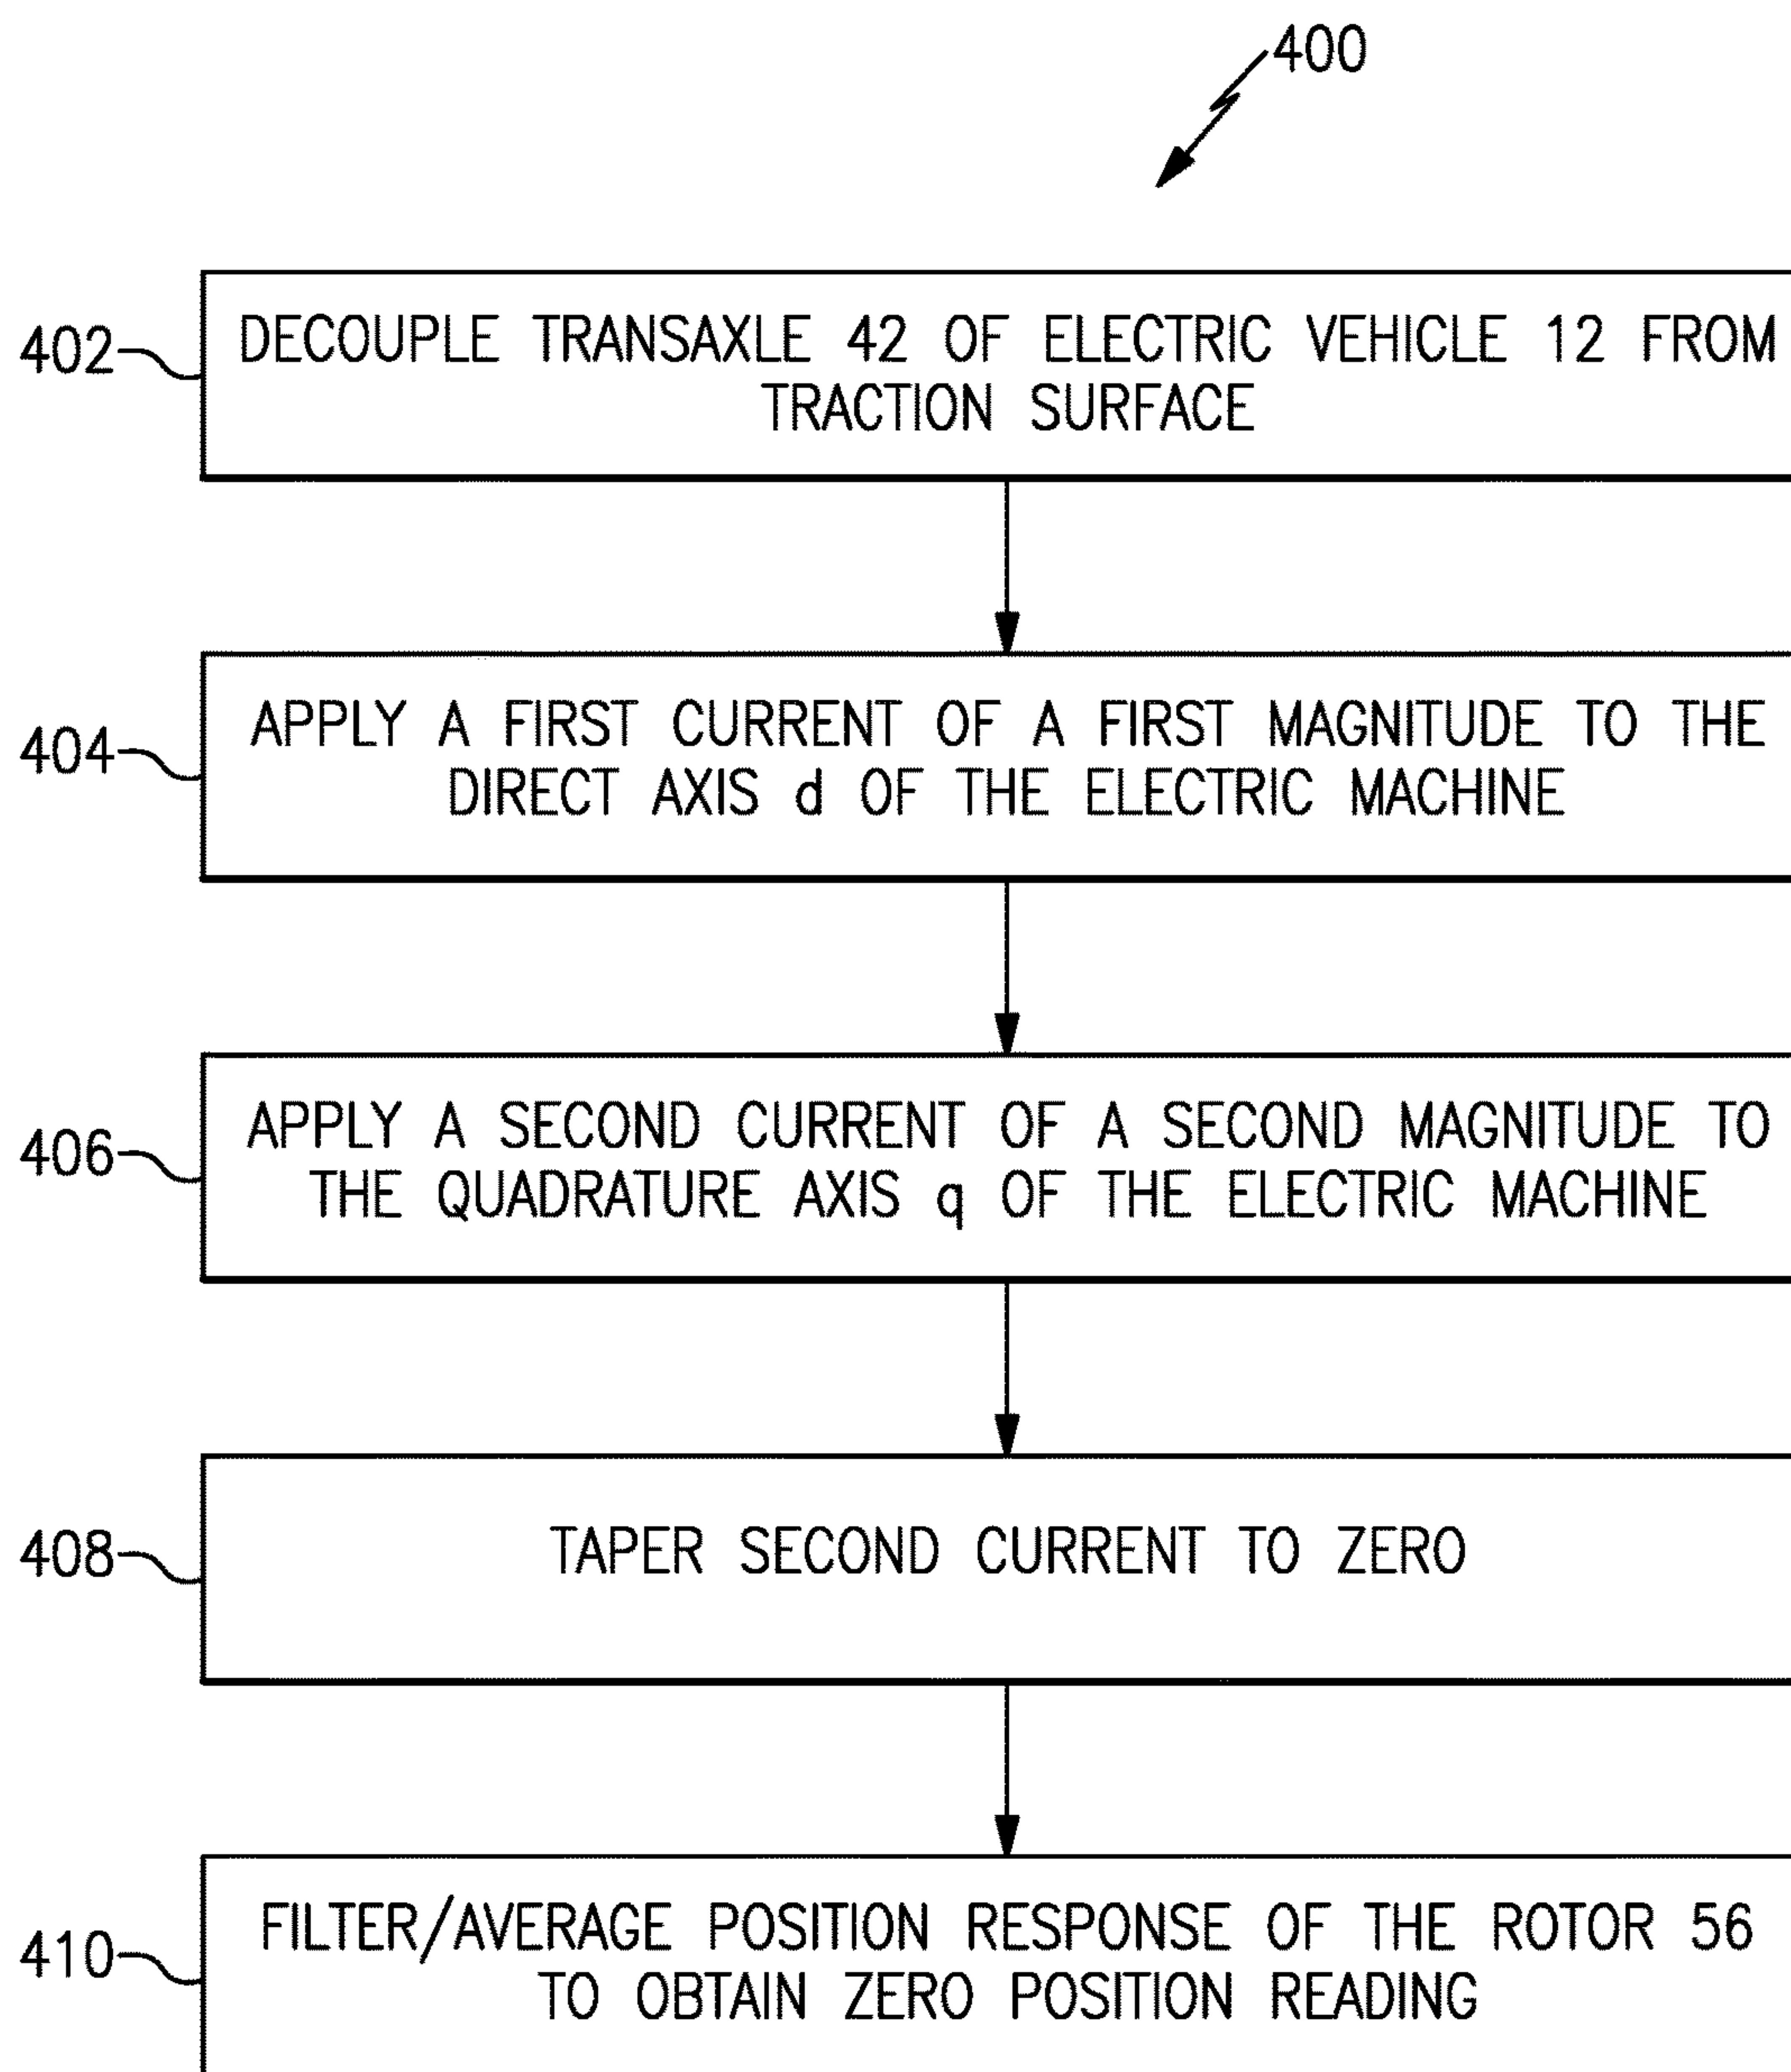 400
402
DECOUPLE TRANSAXLE 42 OF ELECTRIC VEHICLE 12 FROM
TRACTION SURFACE
404
APPLY A FIRST CURRENT OF A FIRST MAGNITUDE TO THE
DIRECT AXIS d OF THE ELECTRIC MACHINE
406
APPLY A SECOND CURRENT OF A SECOND MAGNITUDE TO
THE QUADRATURE AXIS q OF THE ELECTRIC MACHINE
408
TAPER SECOND CURRENT TO ZERO
410
FILTER/AVERAGE POSITION RESPONSE OF THE ROTOR 56
TO OBTAIN ZERO POSITION READING